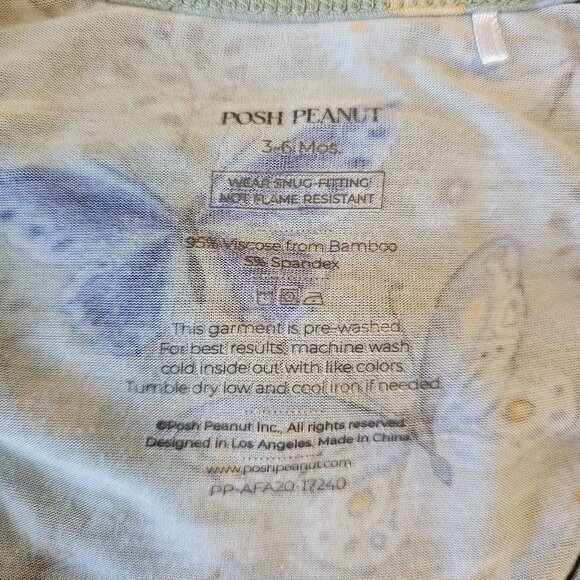 POSH PEANUT
3-6 Mos.
WEAR SNUG-FITTING
NOT FLAME RESISTANT
95% Viscose from Bamboo
5% Spandex
This garment is pre-washed.
For best results, machine wash
cold inside out with like colors.
Tumble dry low and cool iron if needed.
©Posh Peanut Inc., All rights reserved.
Designed in Los Angeles. Made in China.
www.poshpeanut.com
PP-AFA20-17240